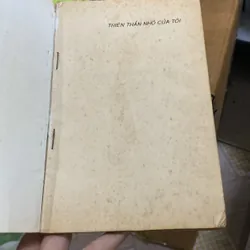 THIÊN THẦN NHỎ CỦA TÔI